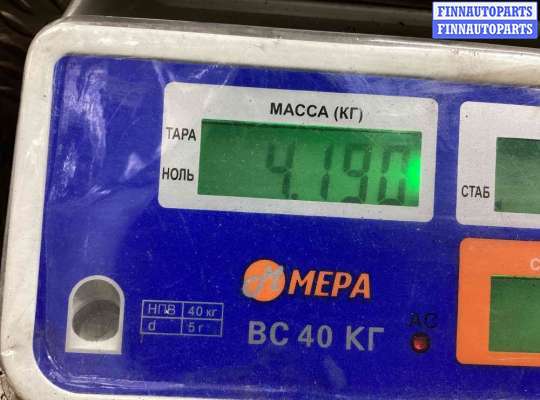 FINNAUTOPARTS
FINNAUTOPARTS
МАССА (КГ)
ТАРА
НОЛЬ
4.190
СТАБ
С
МЕРА
НПВ 40 кг
d 5 г
ВС 40 КГ
AC